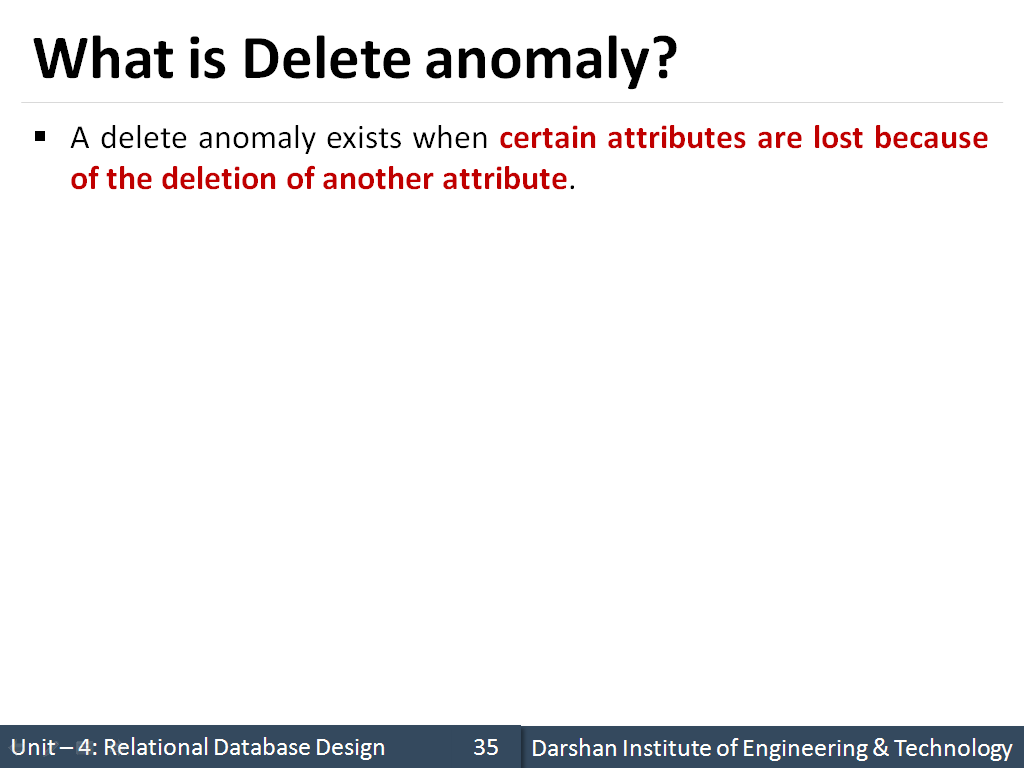 What is Delete anomaly?
▪ A delete anomaly exists when certain attributes are lost because
of the deletion of another attribute.
Unit – 4: Relational Database Design 35 Darshan Institute of Engineering & Technology